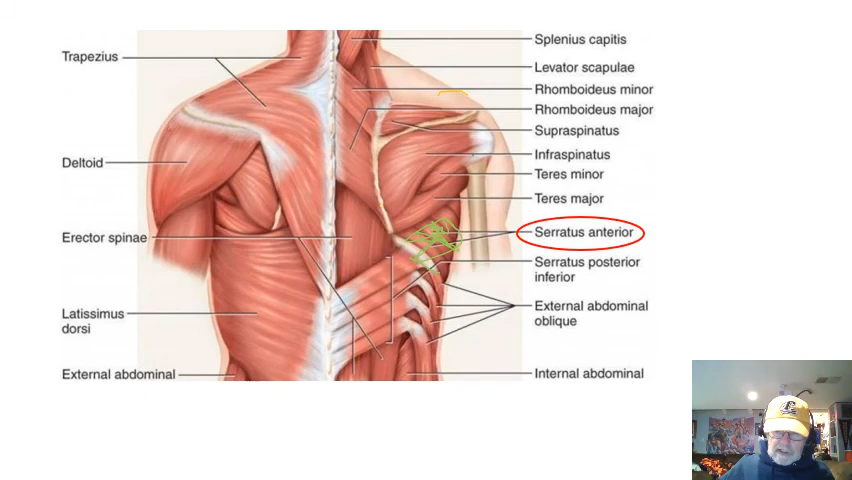 Trapezius
Deltoid
Erector spinae
Latissimus
dorsi
External abdominal
Splenius capitis
Levator scapulae
Rhomboideus minor
Rhomboideus major
Supraspinatus
Infraspinatus
Teres minor
Teres major
Serratus anterior
Serratus posterior
inferior
External abdominal
oblique
Internal abdominal